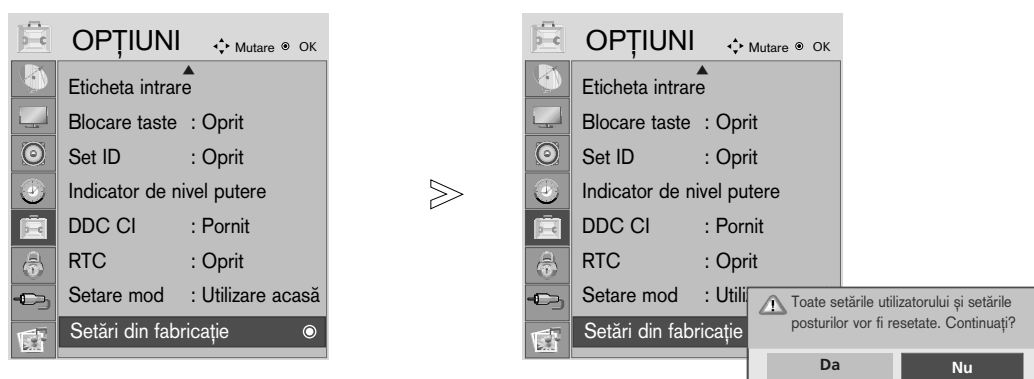 OPȚIUNI Mutare OK
Eticheta intrare
Blocare taste : Oprit
Set ID : Oprit
Indicator de nivel putere
DDC CI : Pornit
RTC : Oprit
Setare mod : Utilizare acasă
Setări din fabricație
OPȚIUNI Mutare OK
Eticheta intrare
Blocare taste : Oprit
Set ID : Oprit
Indicator de nivel putere
DDC CI : Pornit
RTC : Oprit
Setare mod : Utiliz
Setări din fabricație
Toate setările utilizatorului și setările
posturilor vor fi resetate. Continuați?
Da Nu